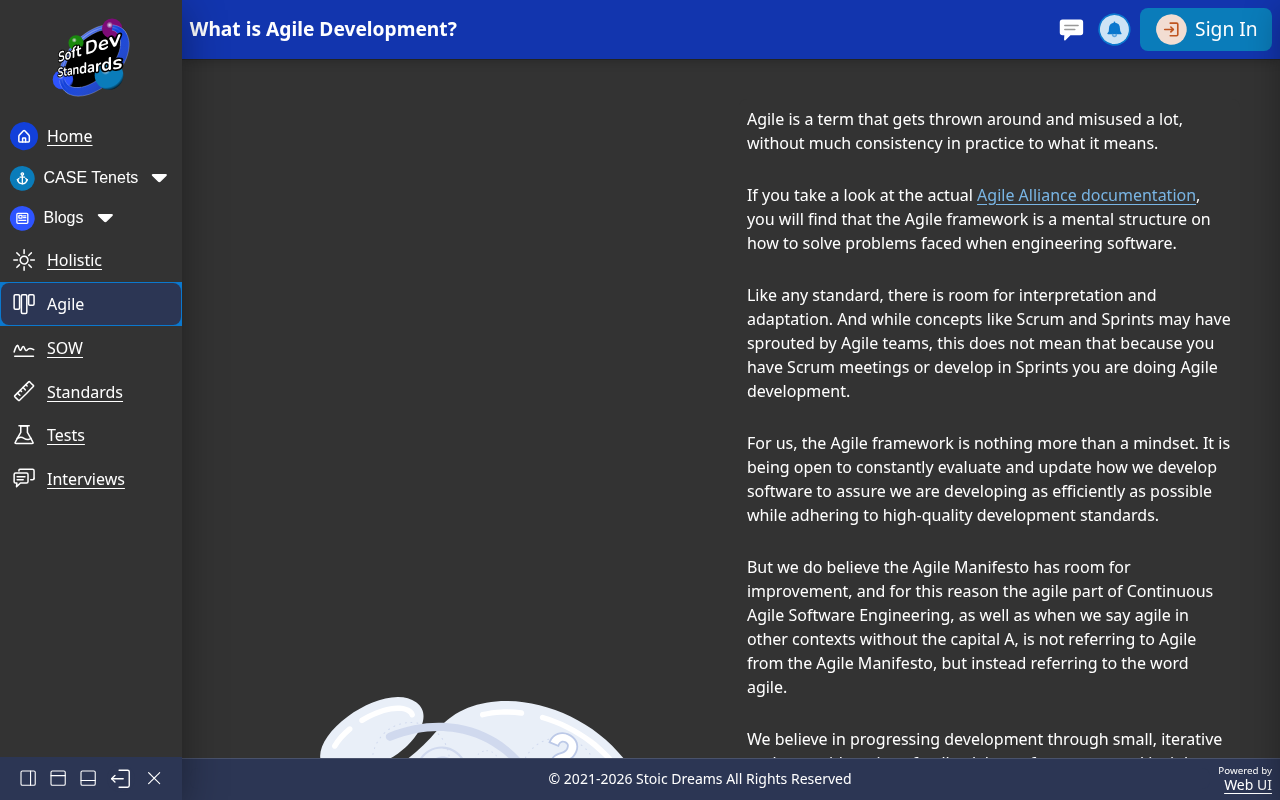 Soft Dev
Standards
What is Agile Development?
Sign In
Home
CASE Tenets
Blogs
Holistic
Agile
SOW
Standards
Tests
Interviews
Agile is a term that gets thrown around and misused a lot,
without much consistency in practice to what it means.
If you take a look at the actual Agile Alliance documentation,
you will find that the Agile framework is a mental structure on
how to solve problems faced when engineering software.
Like any standard, there is room for interpretation and
adaptation. And while concepts like Scrum and Sprints may have
sprouted by Agile teams, this does not mean that because you
have Scrum meetings or develop in Sprints you are doing Agile
development.
For us, the Agile framework is nothing more than a mindset. It is
being open to constantly evaluate and update how we develop
software to assure we are developing as efficiently as possible
while adhering to high-quality development standards.
But we do believe the Agile Manifesto has room for
improvement, and for this reason the agile part of Continuous
Agile Software Engineering, as well as when we say agile in
other contexts without the capital A, is not referring to Agile
from the Agile Manifesto, but instead referring to the word
agile.
We believe in progressing development through small, iterative
?
© 2021-2026 Stoic Dreams All Rights Reserved
Powered by
Web UI